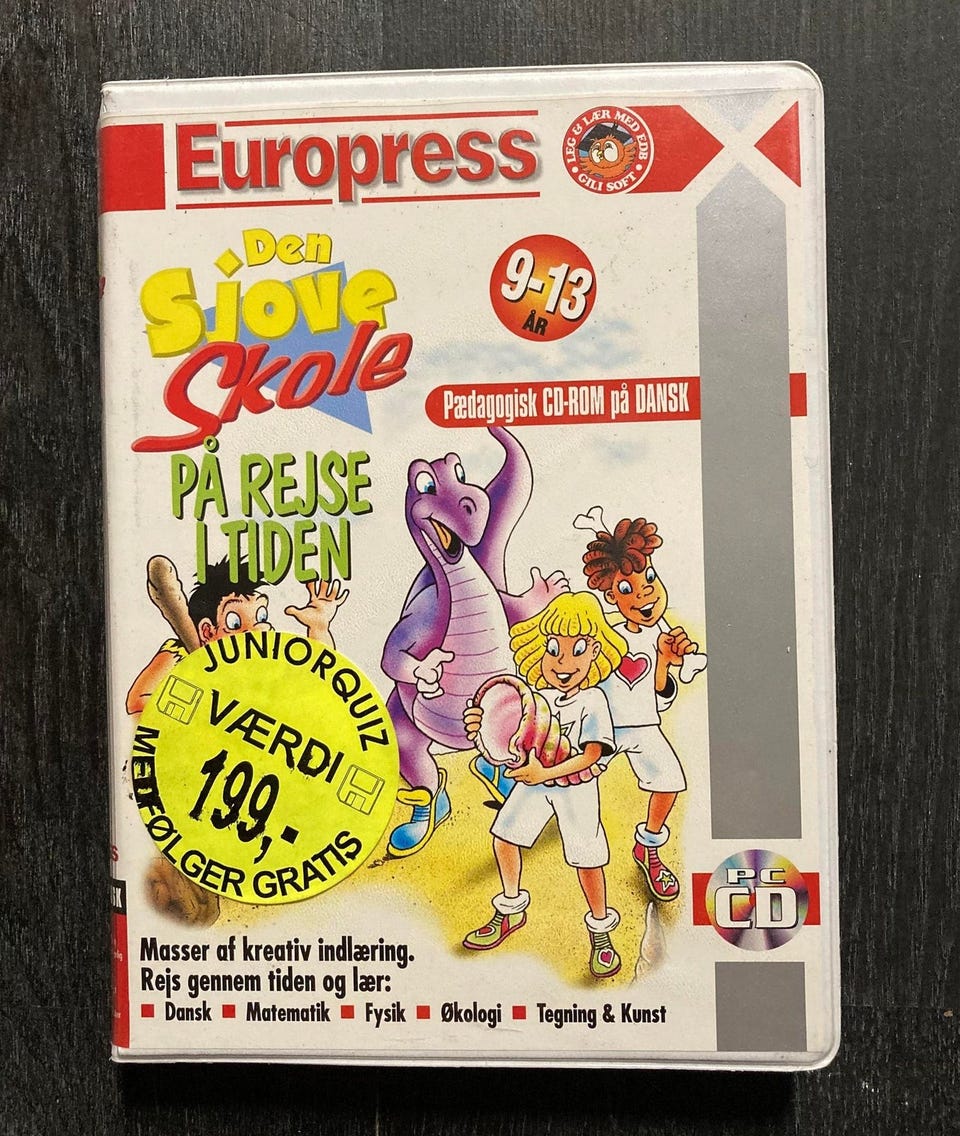 Europress
LEG & LÆR MED EDB
GILI SOFT
Den
Sjove
Skole
9-13
ÅR
Pædagogisk CD-ROM på DANSK
PÅ REJSE
I TIDEN
JUNIORQUIZ
VÆRDI
199,-
MEDFØLGER GRATIS
PC
CD
Masser af kreativ indlæring.
Rejs gennem tiden og lær:
■ Dansk ■ Matematik ■ Fysik ■ Økologi ■ Tegning & Kunst